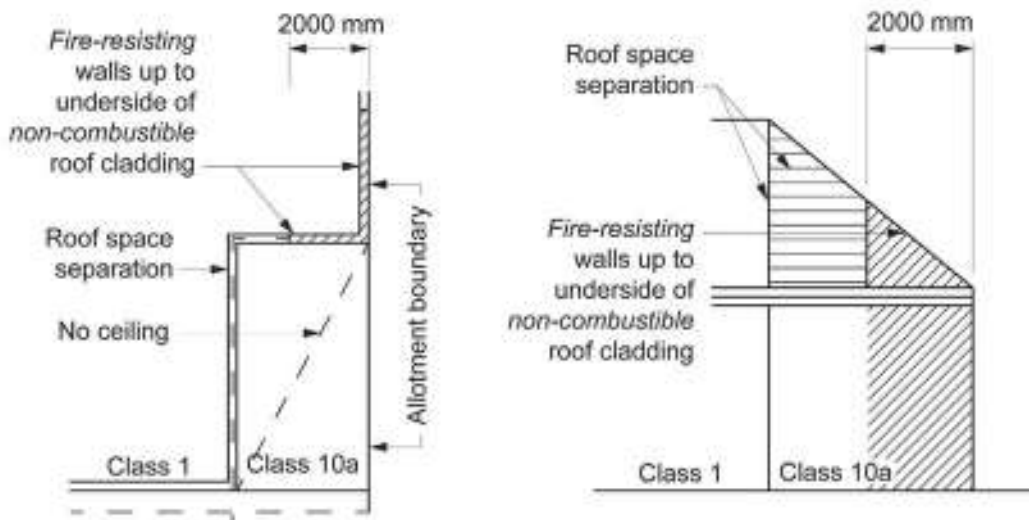 2000 mm
Fire-resisting
walls up to
underside of
non-combustible
roof cladding
Roof space
separation
No ceiling
Allotment boundary
Class 1
Class 10a
2000 mm
Roof space
separation
Fire-resisting
walls up to
underside of
non-combustible
roof cladding
Class 1
Class 10a